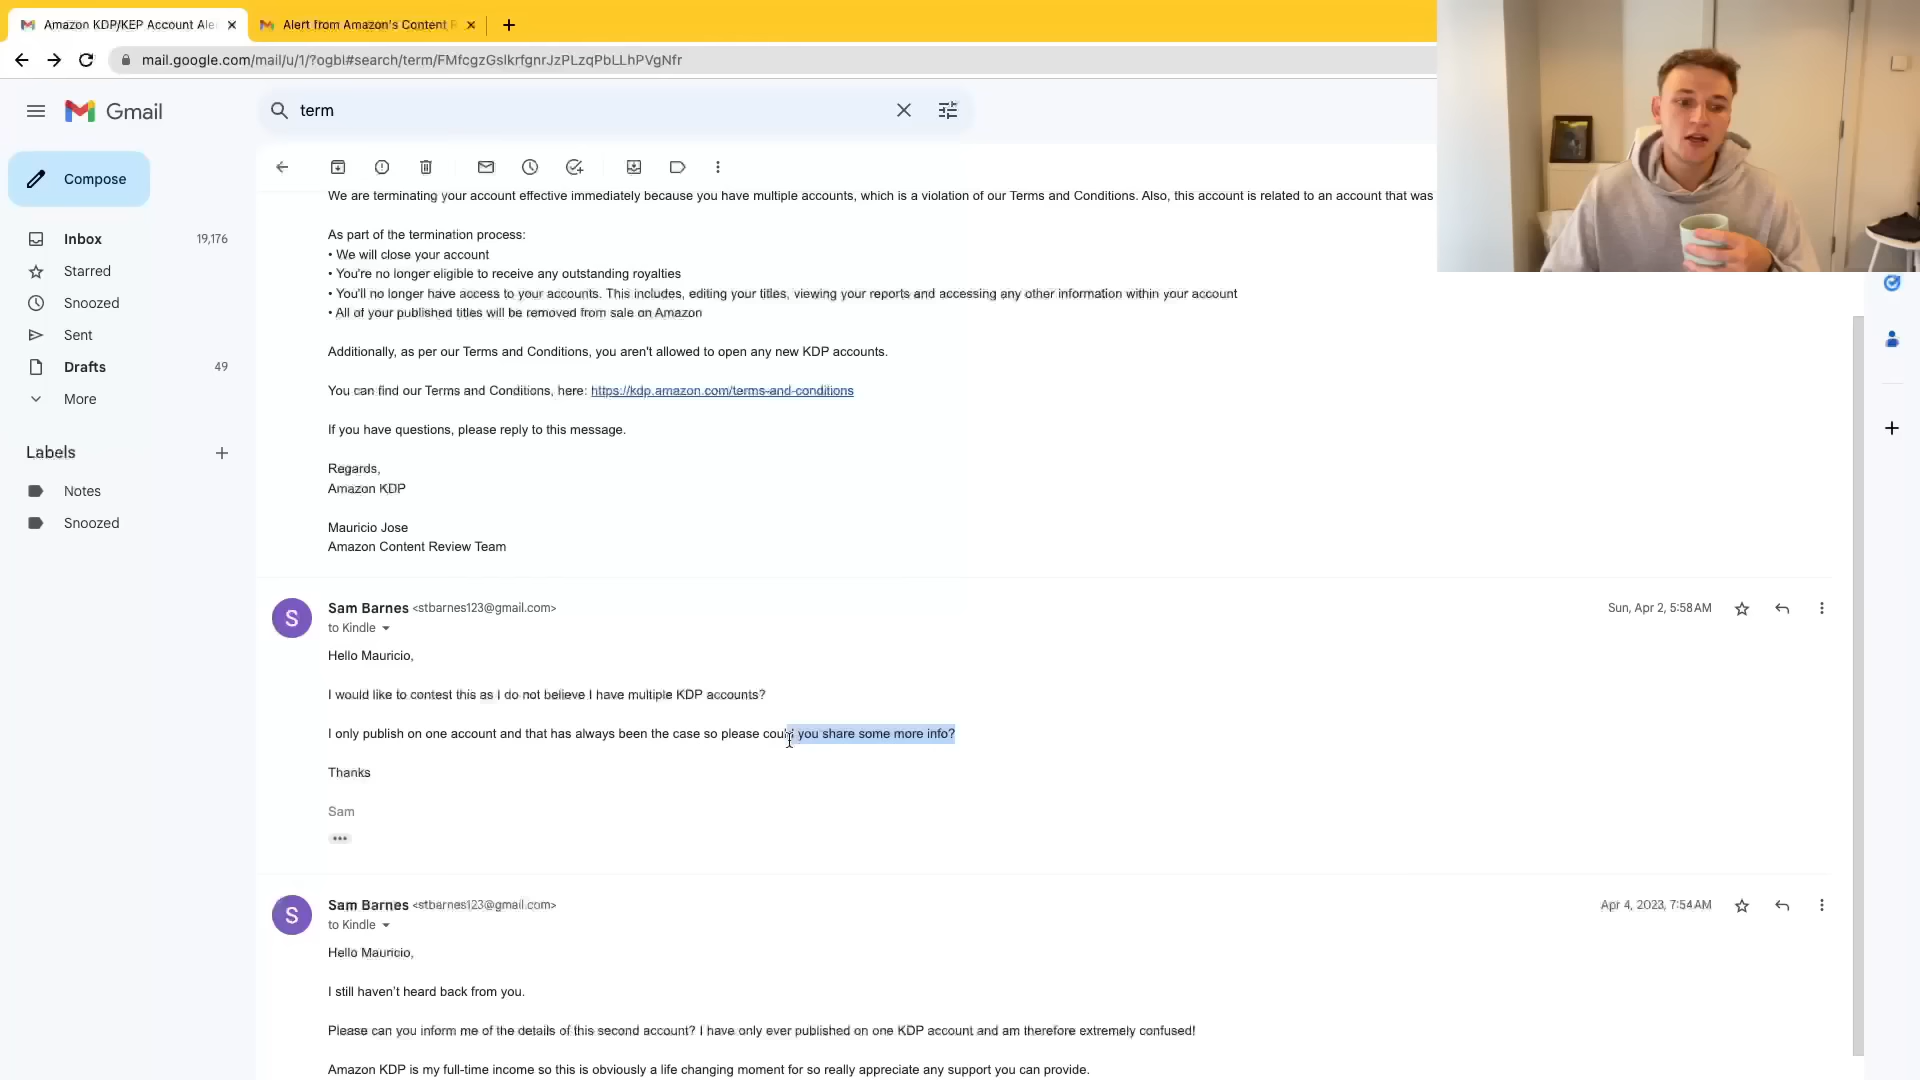 Amazon KDP/KEP Account Ale
Alert from Amazon's Content R
mail.google.com/mail/u/1/?ogbl#search/term/FMfcgzGslkrfgnrJzPLzqPbLLhPVgNfr
Gmail
term
Compose
Inbox 19,176
Starred
Snoozed
Sent
Drafts 49
More
Labels
Notes
Snoozed
We are terminating your account effective immediately because you have multiple accounts, which is a violation of our Terms and Conditions. Also, this account is related to an account that was
As part of the termination process:
• We will close your account
• You're no longer eligible to receive any outstanding royalties
• You'll no longer have access to your accounts. This includes, editing your titles, viewing your reports and accessing any other information within your account
• All of your published titles will be removed from sale on Amazon
Additionally, as per our Terms and Conditions, you aren't allowed to open any new KDP accounts.
You can find our Terms and Conditions, here: https://kdp.amazon.com/terms-and-conditions
If you have questions, please reply to this message.
Regards,
Amazon KDP
Mauricio Jose
Amazon Content Review Team
S
Sam Barnes <stbarnes123@gmail.com> Sun, Apr 2, 5:58 AM
to Kindle
Hello Mauricio,
I would like to contest this as I do not believe I have multiple KDP accounts?
I only publish on one account and that has always been the case so please could you share some more info?
Thanks
Sam
S
Sam Barnes <stbarnes123@gmail.com> Apr 4, 2023, 7:54 AM
to Kindle
Hello Mauricio,
I still haven't heard back from you.
Please can you inform me of the details of this second account? I have only ever published on one KDP account and am therefore extremely confused!
Amazon KDP is my full-time income so this is obviously a life changing moment for so really appreciate any support you can provide.